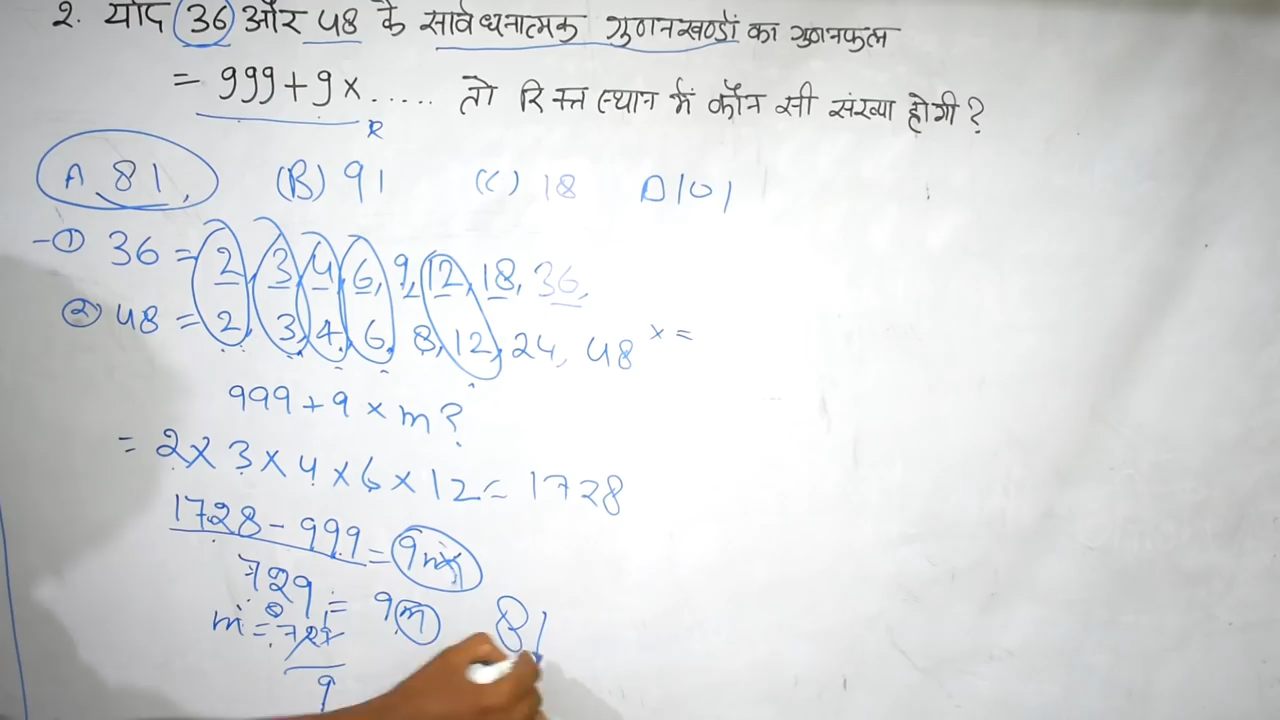 2. यदि 36 और 48 के सार्वधनात्मक गुणनखण्डों का गुणनफल
= 999 + 9 × ...... तो रिक्त स्थान में कौन सी संख्या होगी ?
A 81, (B) 91 (C) 18 D 101
-① 36 = 2, 3, 4, 6, 9, 12, 18, 36,
② 48 = 2, 3, 4, 6, 8, 12, 24, 48 × =
999 + 9 × m ?
= 2 × 3 × 4 × 6 × 12 = 1728
1728 - 999 = 9m
729 = 9m 81
m = 729
9